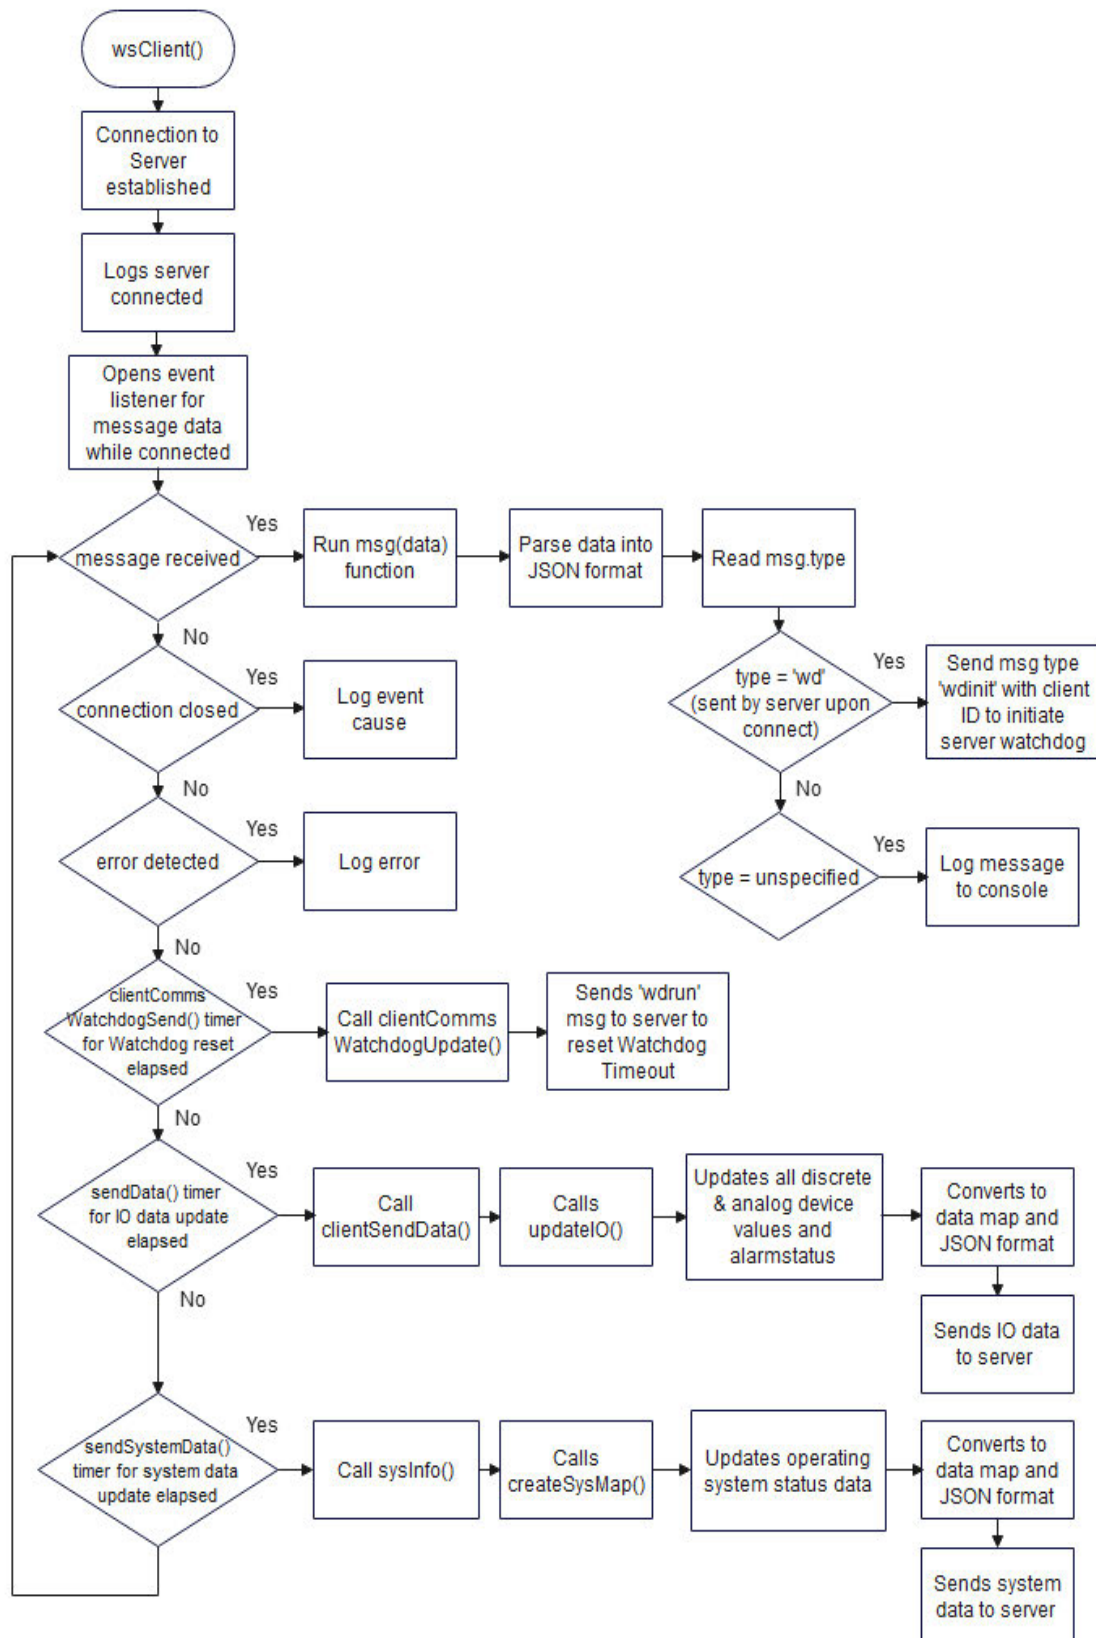 wsClient()
Connection to
Server
established
Logs server
connected
Opens event
listener for
message data
while connected
message received
Yes
Run msg(data)
function
Parse data into
JSON format
Read msg.type
No
type = 'wd'
(sent by server upon
connect)
Yes
Send msg type
'wdinit' with client
ID to initiate
server watchdog
No
type = unspecified
Yes
Log message
to console
connection closed
Yes
Log event
cause
No
error detected
Yes
Log error
No
clientComms
WatchdogSend() timer
for Watchdog reset
elapsed
Yes
Call clientComms
WatchdogUpdate()
Sends 'wdrun'
msg to server to
reset Watchdog
Timeout
No
sendData() timer
for IO data update
elapsed
Yes
Call
clientSendData()
Calls
updateIO()
Updates all discrete
& analog device
values and
alarmstatus
Converts to
data map and
JSON format
Sends IO data
to server
No
sendSystemData()
timer for system data
update elapsed
Yes
Call sysInfo()
Calls
createSysMap()
Updates operating
system status data
Converts to
data map and
JSON format
Sends system
data to server